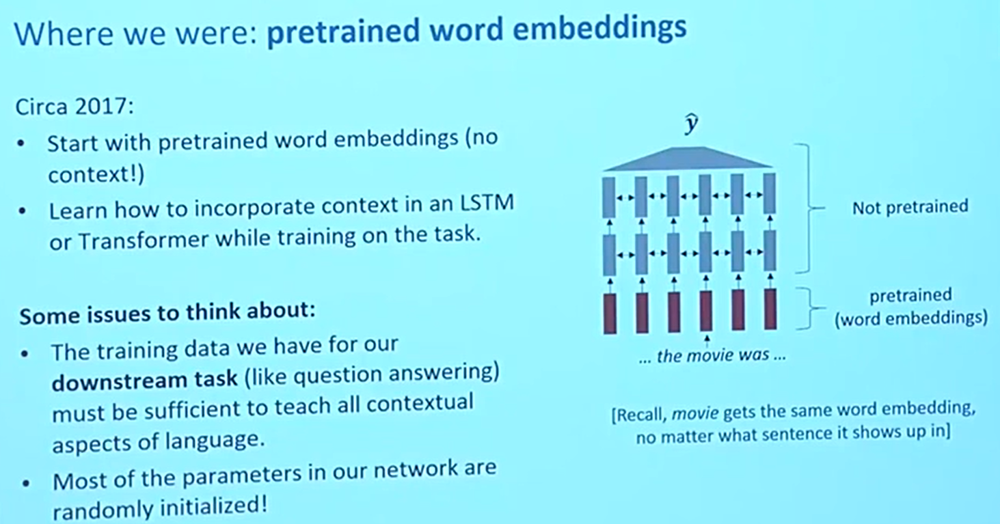 Where we were: pretrained word embeddings
Circa 2017:
• Start with pretrained word embeddings (no
context!)
• Learn how to incorporate context in an LSTM
or Transformer while training on the task.
Some issues to think about:
• The training data we have for our
downstream task (like question answering)
must be sufficient to teach all contextual
aspects of language.
• Most of the parameters in our network are
randomly initialized!
ŷ
Not pretrained
pretrained
(word embeddings)
... the movie was ...
[Recall, movie gets the same word embedding,
no matter what sentence it shows up in]